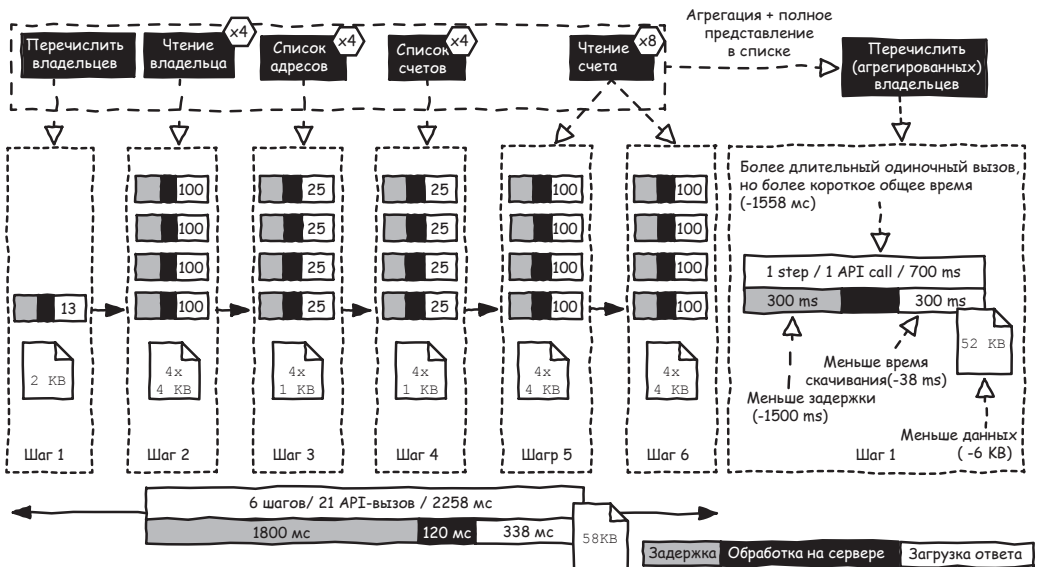 Перечислить
владельцев
Чтение
владельца
x4
Список
адресов
x4
Список
счетов
x4
Чтение
счета
x8
Агрегация + полное
представление
в списке
Перечислить
(агрегированных)
владельцев
13
2 KB
Шаг 1
100
100
100
100
4x
4 KB
Шаг 2
25
25
25
25
4x
1 KB
Шаг 3
25
25
25
25
4x
1 KB
Шаг 4
100
100
100
100
4x
4 KB
Шагр 5
100
100
100
100
4x
4 KB
Шаг 6
Более длительный одиночный вызов,
но более короткое общее время
(-1558 мс)
1 step / 1 API call / 700 ms
300 ms
300 ms
52 KB
Меньше время
скачивания(-38 ms)
Меньше задержки
(-1500 ms)
Меньше данных
( -6 KB)
Шаг 1
6 шагов/ 21 API-вызов / 2258 мс
1800 мс
120 мс
338 мс
58KB
Задержка
Обработка на сервере
Загрузка ответа